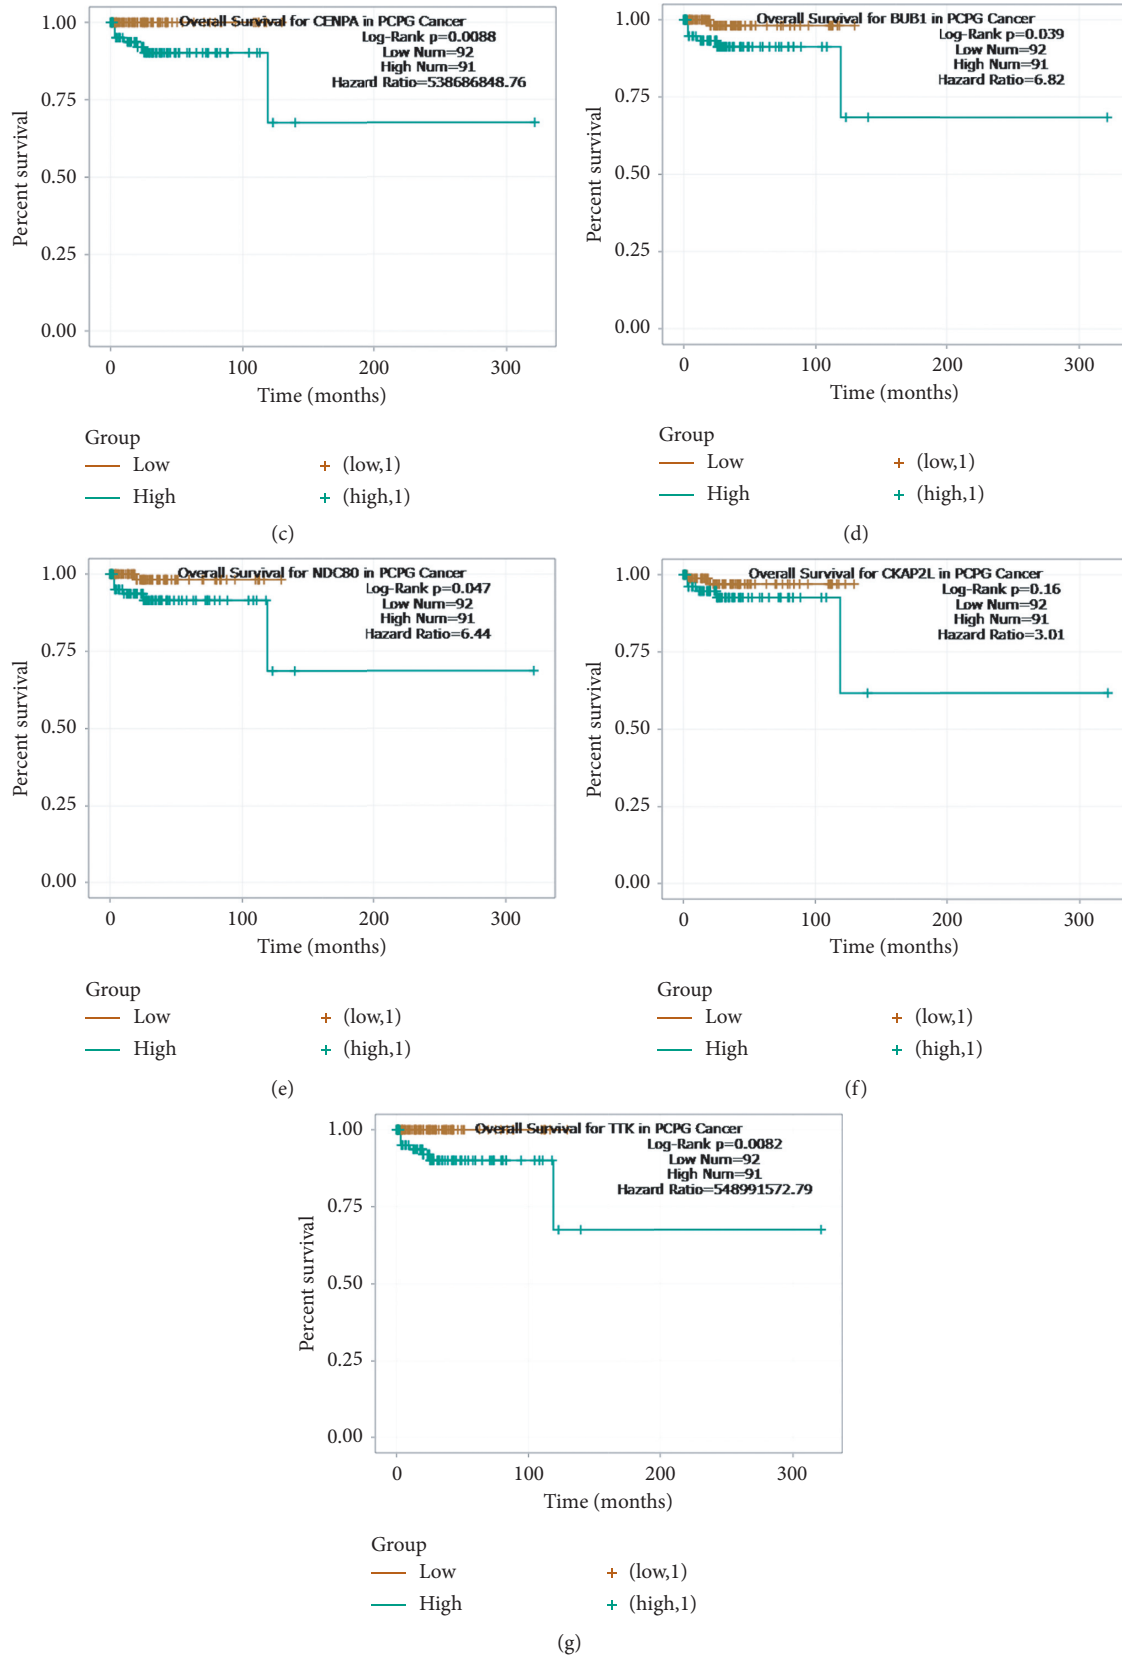 Overall Survival for CENPA in PCPG Cancer
Log-Rank p=0.0088
Low Num=92
High Num=91
Hazard Ratio=538686848.76
1.00
0.75
0.50
0.25
0.00
Percent survival
0 100 200 300
Time (months)
Group
Low (low,1)
High (high,1)
(c)
Overall Survival for BUB1 in PCPG Cancer
Log-Rank p=0.039
Low Num=92
High Num=91
Hazard Ratio=6.82
1.00
0.75
0.50
0.25
0.00
Percent survival
0 100 200 300
Time (months)
Group
Low (low,1)
High (high,1)
(d)
Overall Survival for NDC80 in PCPG Cancer
Log-Rank p=0.047
Low Num=92
High Num=91
Hazard Ratio=6.44
1.00
0.75
0.50
0.25
0.00
Percent survival
0 100 200 300
Time (months)
Group
Low (low,1)
High (high,1)
(e)
Overall Survival for CKAP2L in PCPG Cancer
Log-Rank p=0.16
Low Num=92
High Num=91
Hazard Ratio=3.01
1.00
0.75
0.50
0.25
0.00
Percent survival
0 100 200 300
Time (months)
Group
Low (low,1)
High (high,1)
(f)
Overall Survival for TTK in PCPG Cancer
Log-Rank p=0.0082
Low Num=92
High Num=91
Hazard Ratio=548991572.79
1.00
0.75
0.50
0.25
0.00
Percent survival
0 100 200 300
Time (months)
Group
Low (low,1)
High (high,1)
(g)